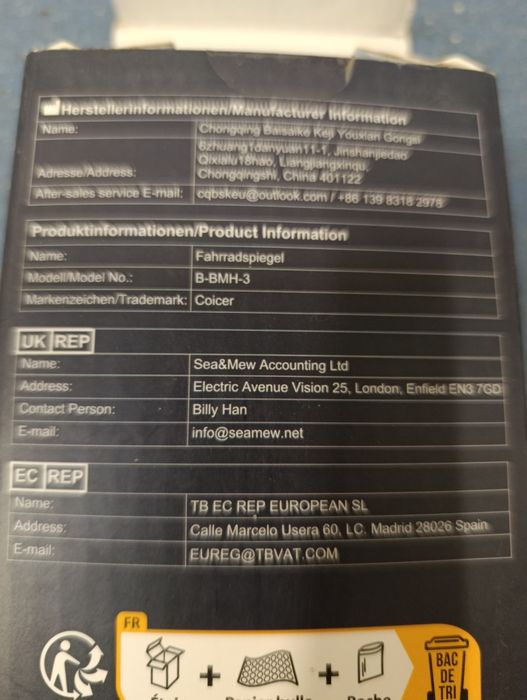 Herstellerinformationen/Manufacturer Information
Name: Chongqing Baisaike Keji Youxian Gongsi
Adresse/Address: 6zhuang1danyuan11-1, Jinshanjiedao
Qixialu18hao, Liangjiangxinqu,
Chongqingshi, China 401122
After-sales service E-mail: cqbskeu@outlook.com / +86 139 8318 2978
Produktinformationen/Product Information
Name: Fahrradspiegel
Modell/Model No.: B-BMH-3
Markenzeichen/Trademark: Coicer
UK REP
Name: Sea&Mew Accounting Ltd
Address: Electric Avenue Vision 25, London, Enfield EN3 7GD
Contact Person: Billy Han
E-mail: info@seamew.net
EC REP
Name: TB EC REP EUROPEAN SL
Address: Calle Marcelo Usera 60, LC. Madrid 28026 Spain
E-mail: EUREG@TBVAT.COM
FR
+ +
BAC
DE
TRI